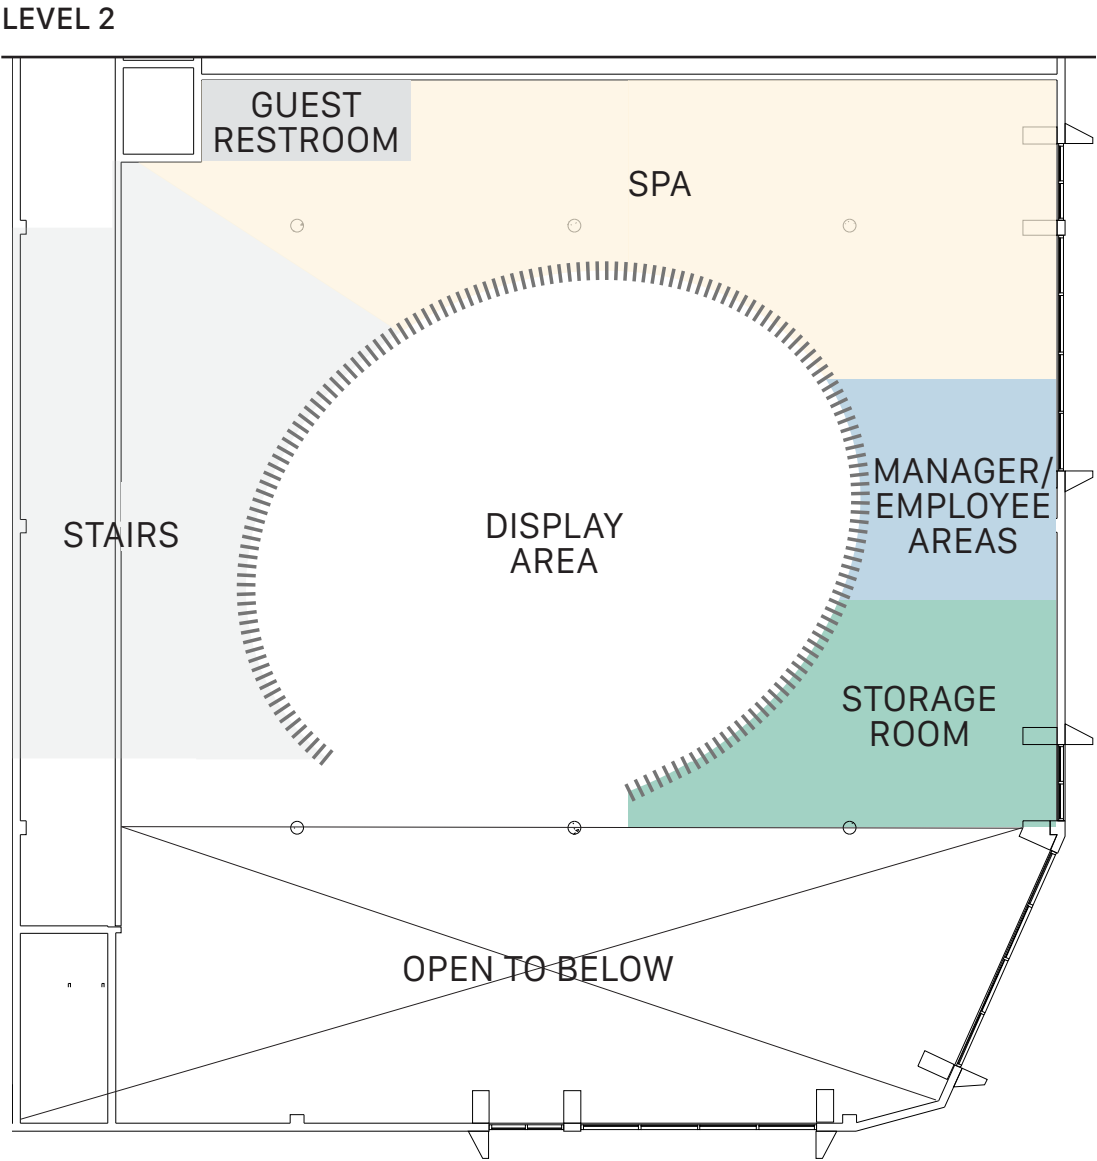 LEVEL 2
GUEST
RESTROOM
SPA
MANAGER/
EMPLOYEE
AREAS
STAIRS
DISPLAY
AREA
STORAGE
ROOM
OPEN TO BELOW